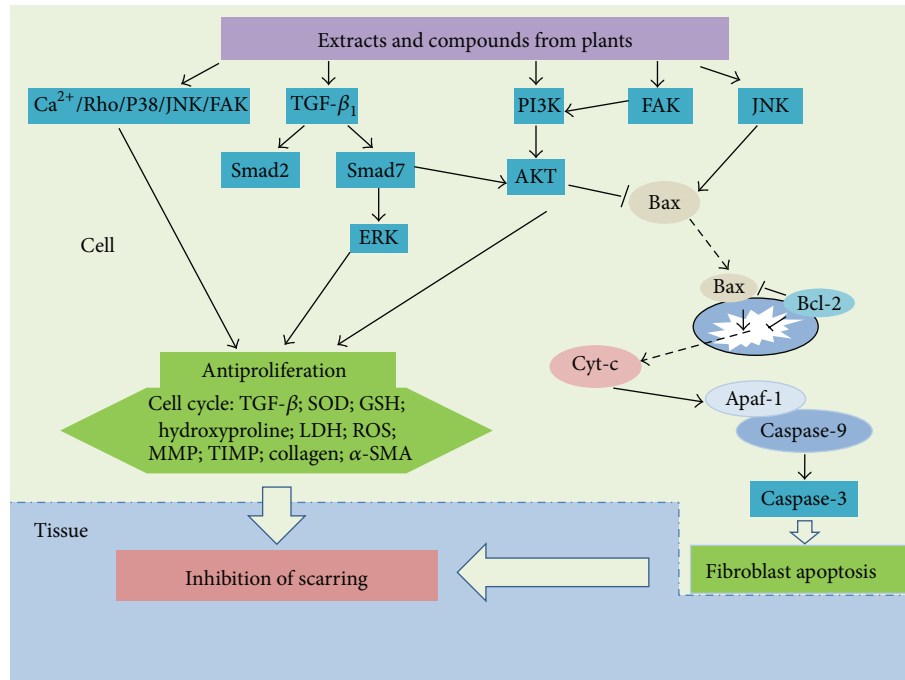 Extracts and compounds from plants
Ca²⁺/Rho/P38/JNK/FAK
TGF-β₁
PI3K
FAK
JNK
Smad2
Smad7
AKT
Bax
ERK
Cell
Bax
Bcl-2
Cyt-c
Antiproliferation
Apaf-1
Cell cycle: TGF-β; SOD; GSH;
hydroxyproline; LDH; ROS;
MMP; TIMP; collagen; α-SMA
Caspase-9
Caspase-3
Tissue
Inhibition of scarring
Fibroblast apoptosis